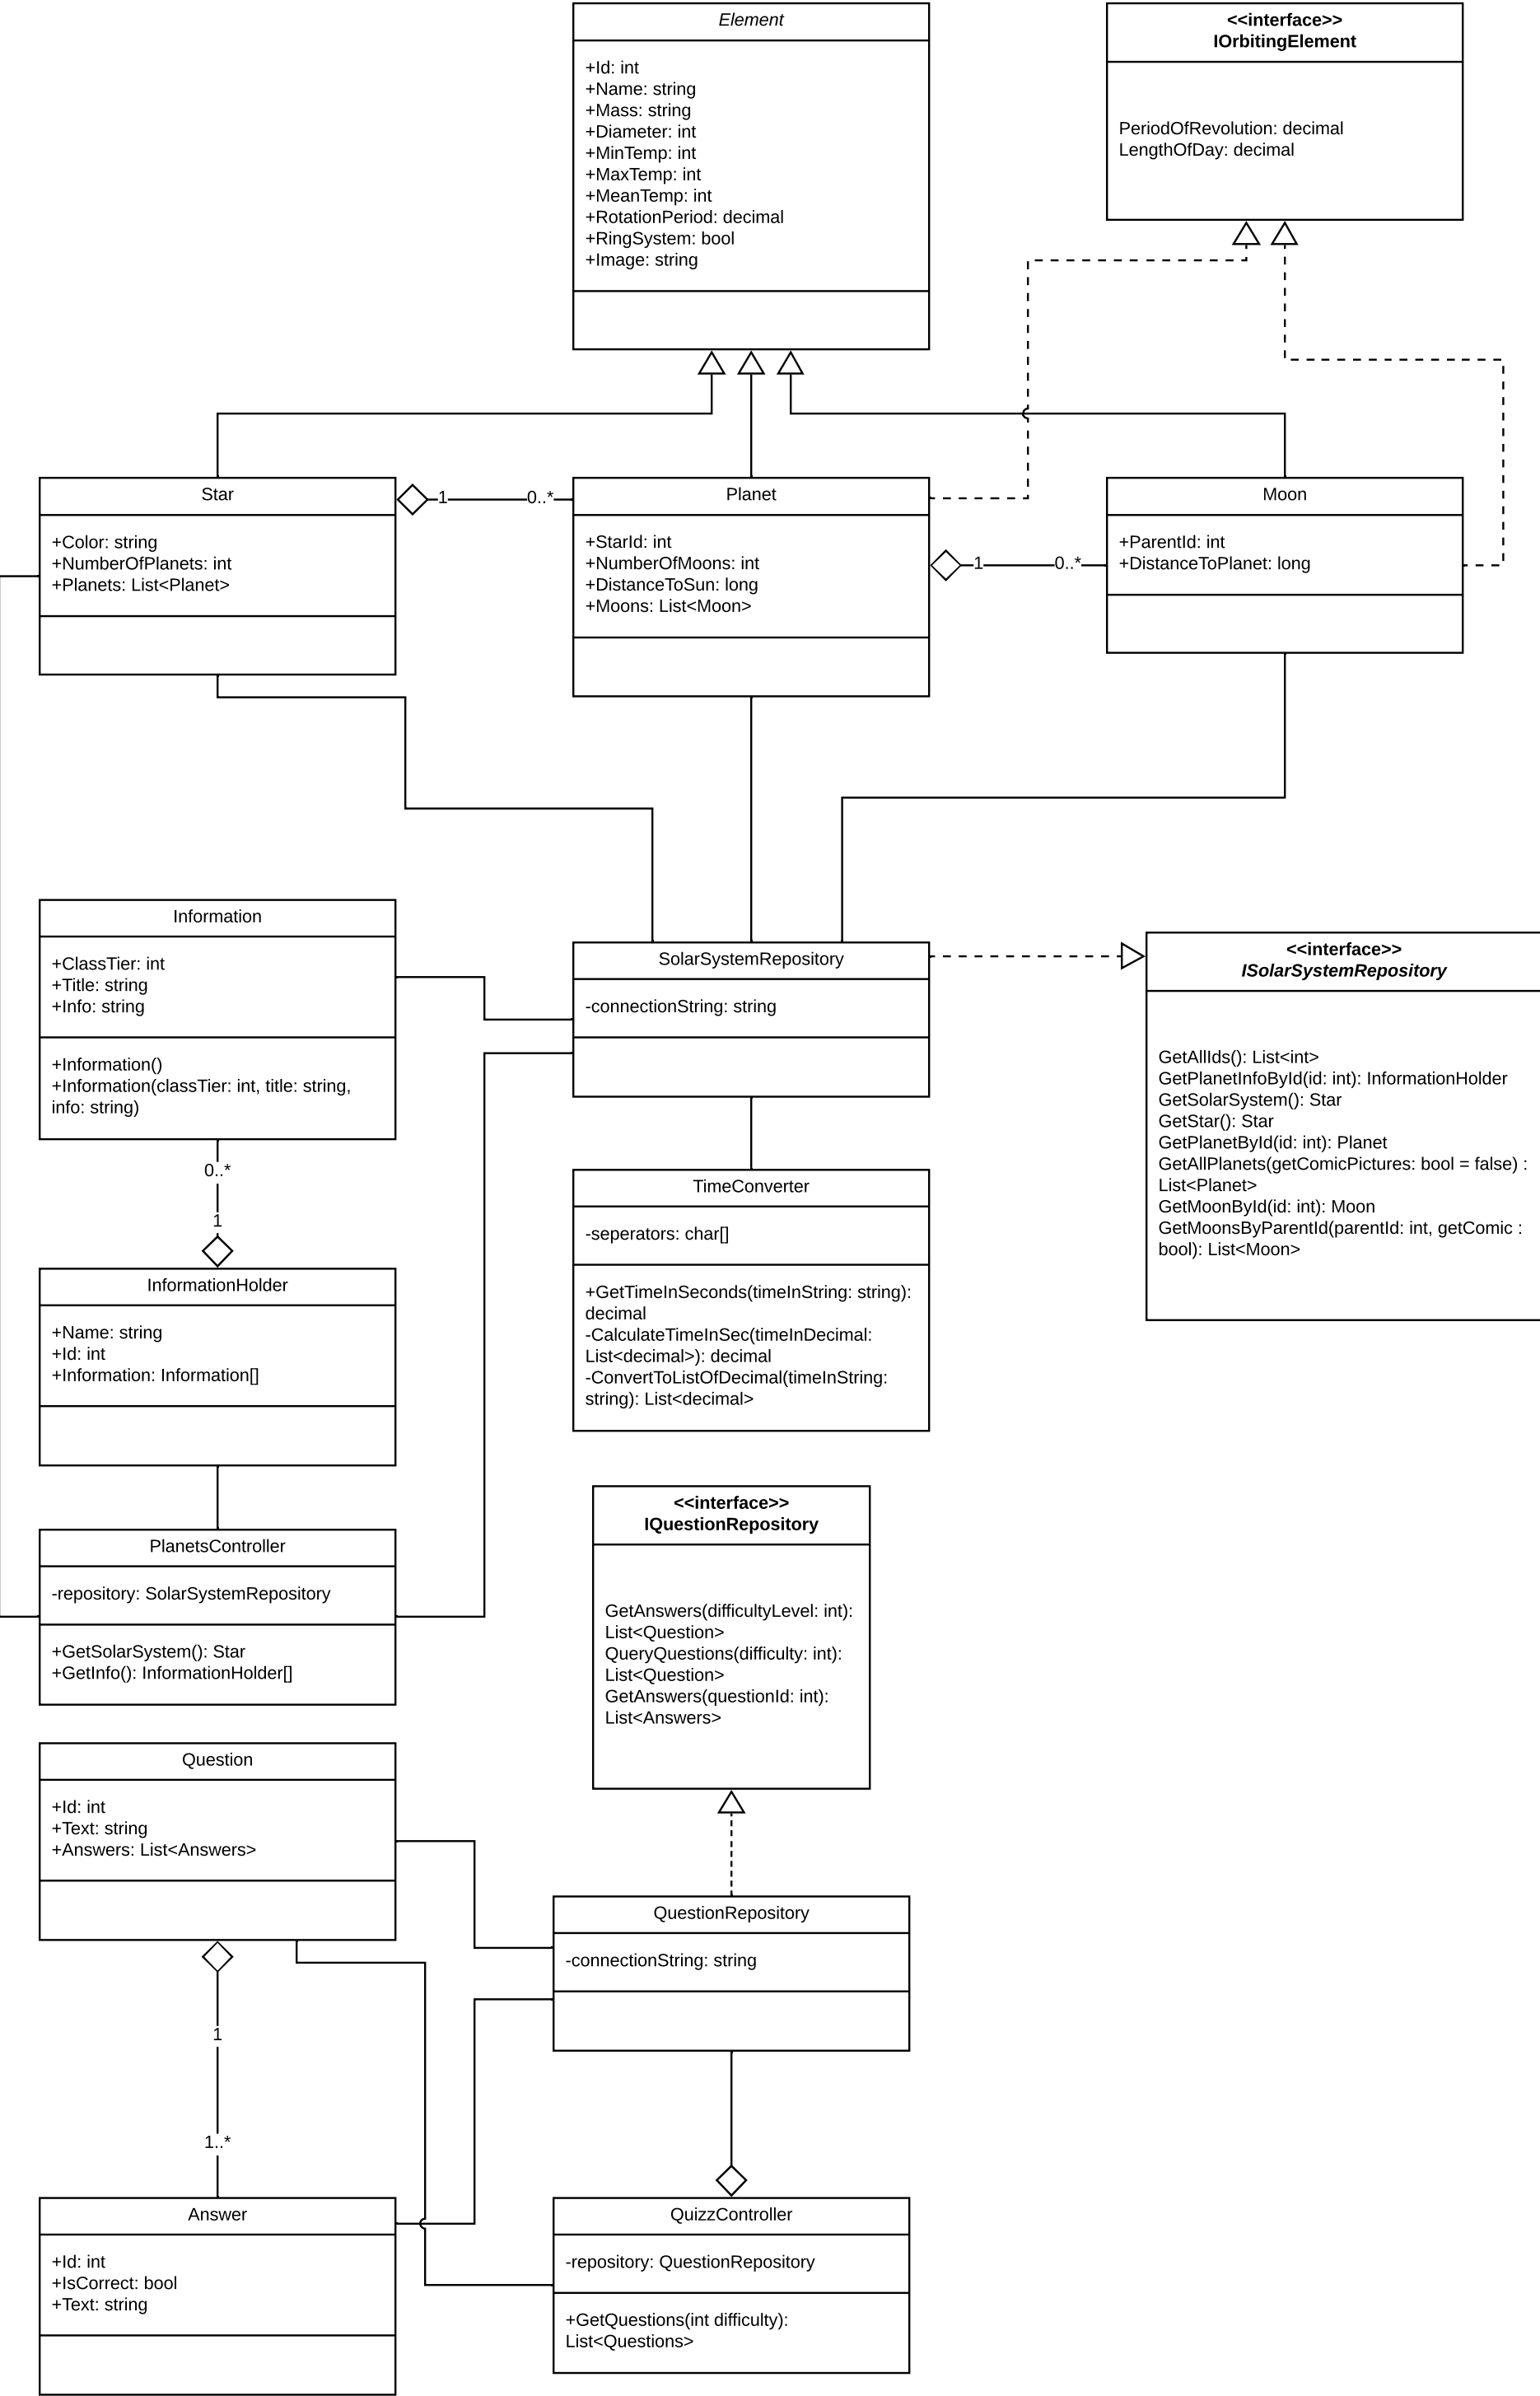 Element
+Id: int
+Name: string
+Mass: string
+Diameter: int
+MinTemp: int
+MaxTemp: int
+MeanTemp: int
+RotationPeriod: decimal
+RingSystem: bool
+Image: string
<<interface>>
IOrbitingElement
PeriodOfRevolution: decimal
LengthOfDay: decimal
Star
+Color: string
+NumberOfPlanets: int
+Planets: List<Planet>
1
0..*
Planet
+StarId: int
+NumberOfMoons: int
+DistanceToSun: long
+Moons: List<Moon>
1
0..*
Moon
+ParentId: int
+DistanceToPlanet: long
Information
+ClassTier: int
+Title: string
+Info: string
+Information()
+Information(classTier: int, title: string,
info: string)
0..*
1
SolarSystemRepository
-connectionString: string
<<interface>>
ISolarSystemRepository
GetAllIds(): List<int>
GetPlanetInfoById(id: int): InformationHolder
GetSolarSystem(): Star
GetStar(): Star
GetPlanetById(id: int): Planet
GetAllPlanets(getComicPictures: bool = false) :
List<Planet>
GetMoonById(id: int): Moon
GetMoonsByParentId(parentId: int, getComic :
bool): List<Moon>
TimeConverter
-seperators: char[]
+GetTimeInSeconds(timeInString: string):
decimal
-CalculateTimeInSec(timeInDecimal:
List<decimal>): decimal
-ConvertToListOfDecimal(timeInString:
string): List<decimal>
InformationHolder
+Name: string
+Id: int
+Information: Information[]
PlanetsController
-repository: SolarSystemRepository
+GetSolarSystem(): Star
+GetInfo(): InformationHolder[]
<<interface>>
IQuestionRepository
GetAnswers(difficultyLevel: int):
List<Question>
QueryQuestions(difficulty: int):
List<Question>
GetAnswers(questionId: int):
List<Answers>
Question
+Id: int
+Text: string
+Answers: List<Answers>
1
1..*
QuestionRepository
-connectionString: string
Answer
+Id: int
+IsCorrect: bool
+Text: string
QuizzController
-repository: QuestionRepository
+GetQuestions(int difficulty):
List<Questions>